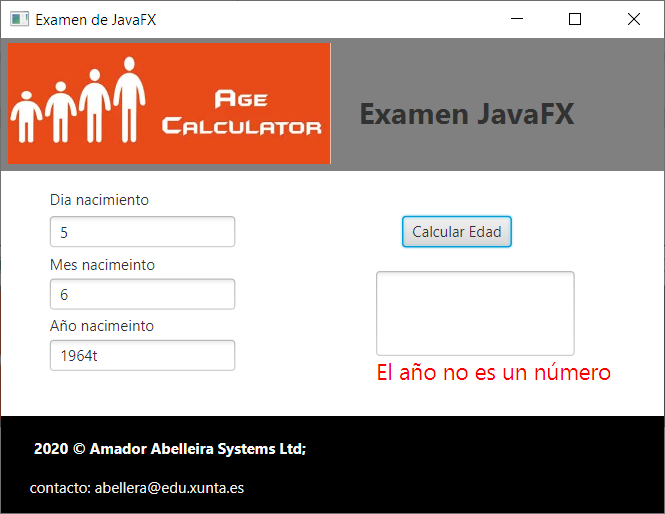 Examen de JavaFX
AGE
CALCULATOR
Examen JavaFX
Dia nacimiento
5
Calcular Edad
Mes nacimeinto
6
Año nacimeinto
1964t
El año no es un número
2020 © Amador Abelleira Systems Ltd;
contacto: abellera@edu.xunta.es